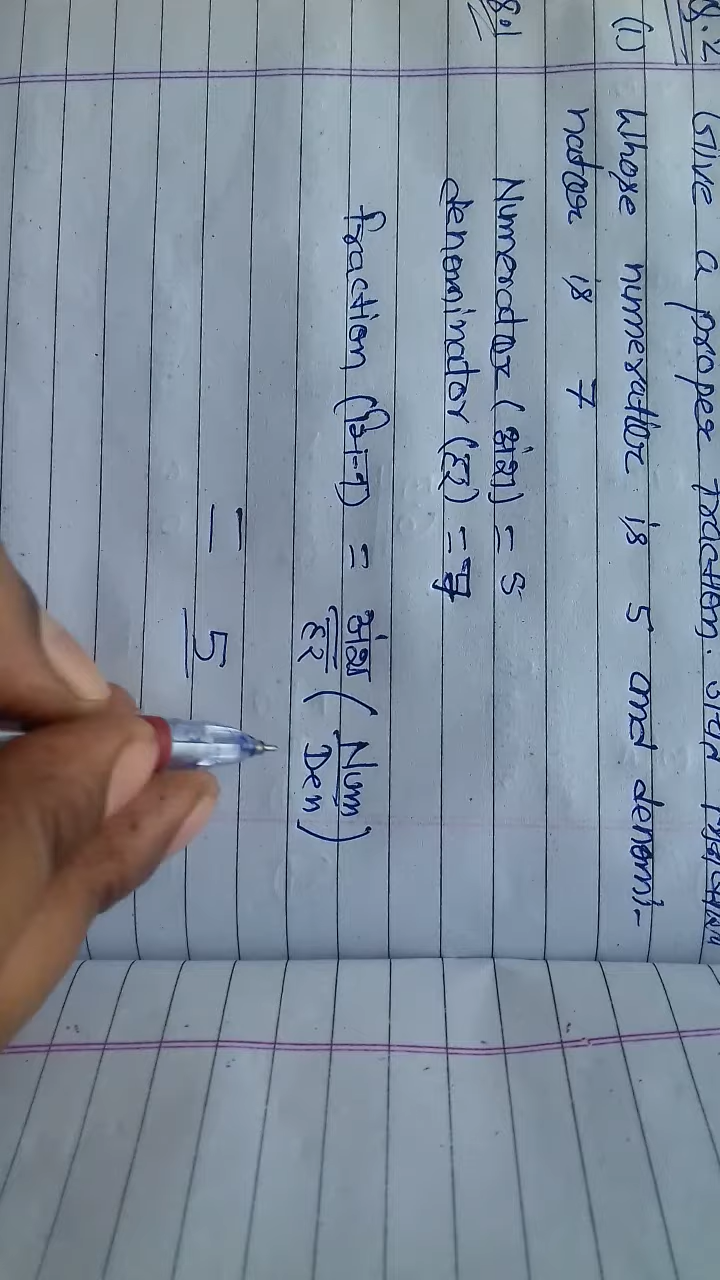 Q.2 Give a proper fraction.
(1) Whose numerator is 5 and denomi-
nator is 7
Numerator (अंश) = 5
denominator (हर) = 7
fraction (भिन्न) = अंश/हर (Num/Den)
= 5